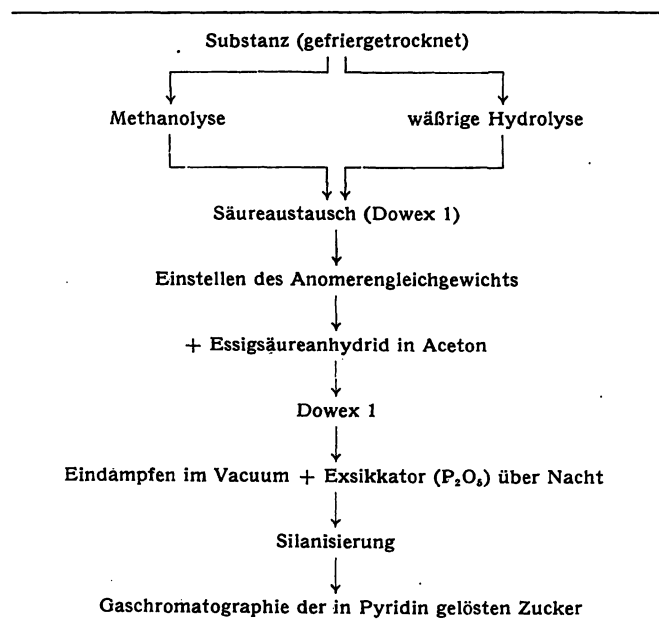 Substanz (gefriergetrocknet)
Methanolyse
wäßrige Hydrolyse
Säureaustausch (Dowex 1)
Einstellen des Anomerengleichgewichts
+ Essigsäureanhydrid in Aceton
Dowex 1
Eindampfen im Vacuum + Exsikkator (P₂O₅) über Nacht
Silanisierung
Gaschromatographie der in Pyridin gelösten Zucker